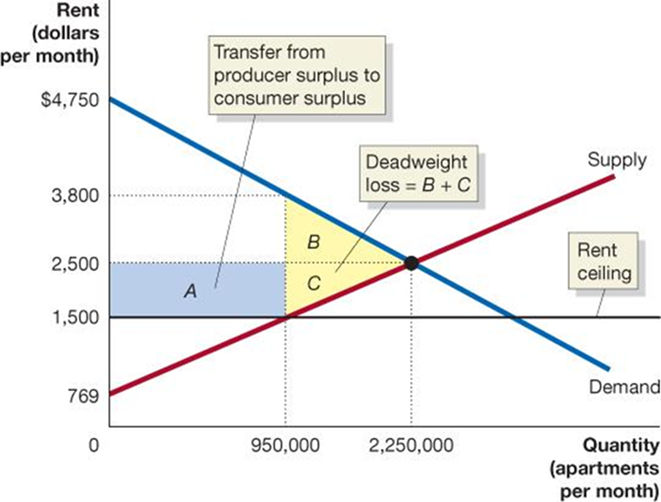 Rent
(dollars
per month)
Transfer from
producer surplus to
consumer surplus
$4,750
Deadweight
loss = B + C
Supply
3,800
B
Rent
ceiling
2,500
C
A
1,500
769
Demand
0
950,000
2,250,000
Quantity
(apartments
per month)